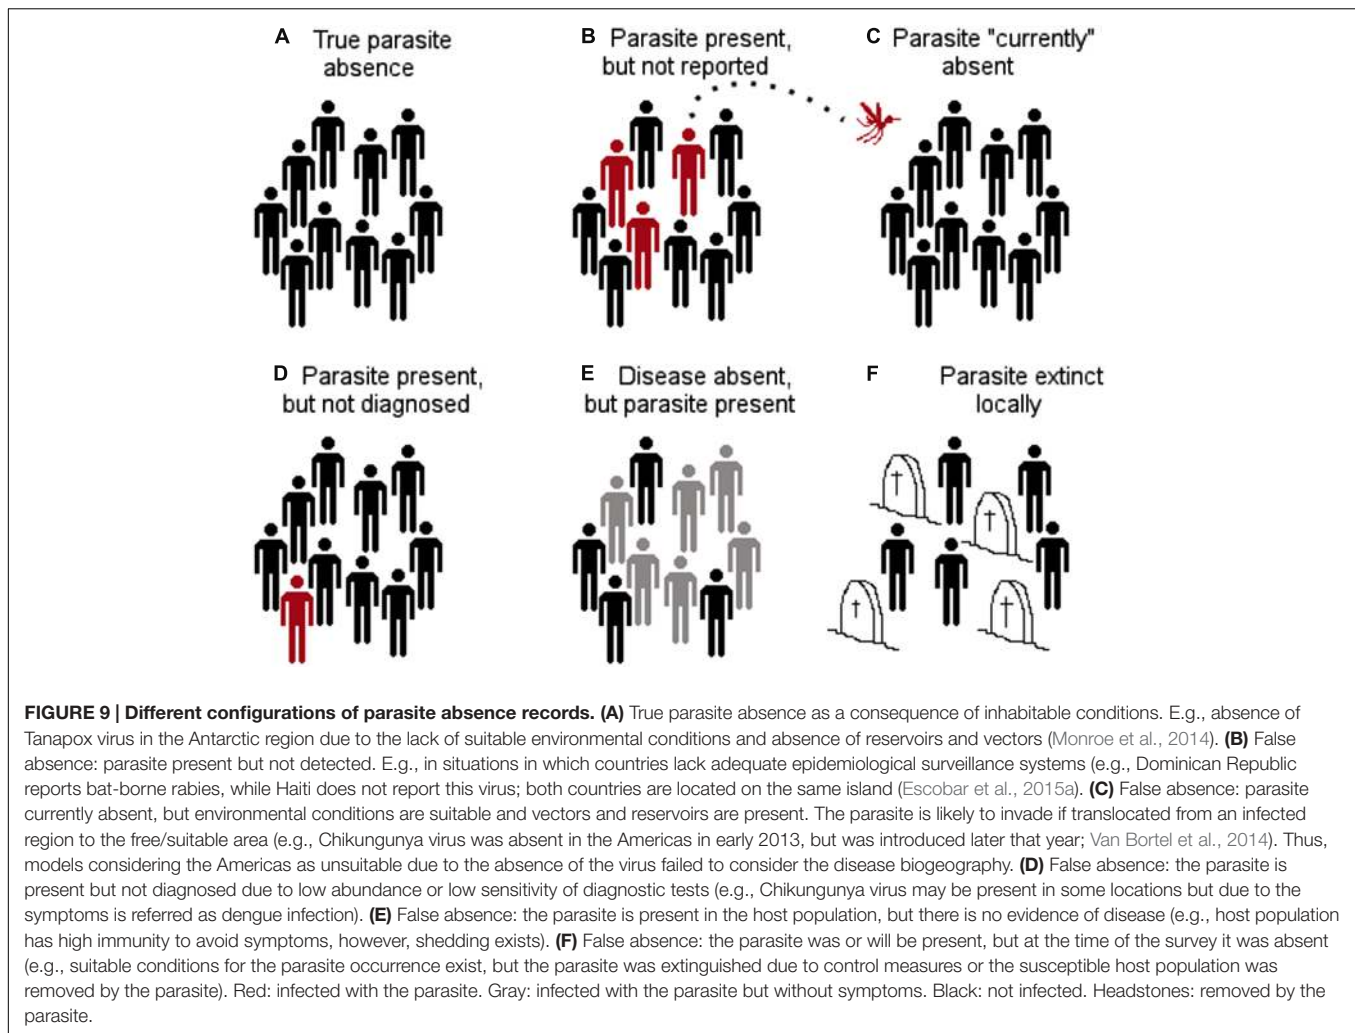 A True parasite
absence
B Parasite present,
but not reported
C Parasite "currently"
absent
D Parasite present,
but not diagnosed
E Disease absent,
but parasite present
F Parasite extinct
locally
FIGURE 9 | Different configurations of parasite absence records. (A) True parasite absence as a consequence of inhabitable conditions. E.g., absence of
Tanapox virus in the Antarctic region due to the lack of suitable environmental conditions and absence of reservoirs and vectors (Monroe et al., 2014). (B) False
absence: parasite present but not detected. E.g., in situations in which countries lack adequate epidemiological surveillance systems (e.g., Dominican Republic
reports bat-borne rabies, while Haiti does not report this virus; both countries are located on the same island (Escobar et al., 2015a). (C) False absence: parasite
currently absent, but environmental conditions are suitable and vectors and reservoirs are present. The parasite is likely to invade if translocated from an infected
region to the free/suitable area (e.g., Chikungunya virus was absent in the Americas in early 2013, but was introduced later that year; Van Bortel et al., 2014). Thus,
models considering the Americas as unsuitable due to the absence of the virus failed to consider the disease biogeography. (D) False absence: the parasite is
present but not diagnosed due to low abundance or low sensitivity of diagnostic tests (e.g., Chikungunya virus may be present in some locations but due to the
symptoms is referred as dengue infection). (E) False absence: the parasite is present in the host population, but there is no evidence of disease (e.g., host population
has high immunity to avoid symptoms, however, shedding exists). (F) False absence: the parasite was or will be present, but at the time of the survey it was absent
(e.g., suitable conditions for the parasite occurrence exist, but the parasite was extinguished due to control measures or the susceptible host population was
removed by the parasite). Red: infected with the parasite. Gray: infected with the parasite but without symptoms. Black: not infected. Headstones: removed by the
parasite.